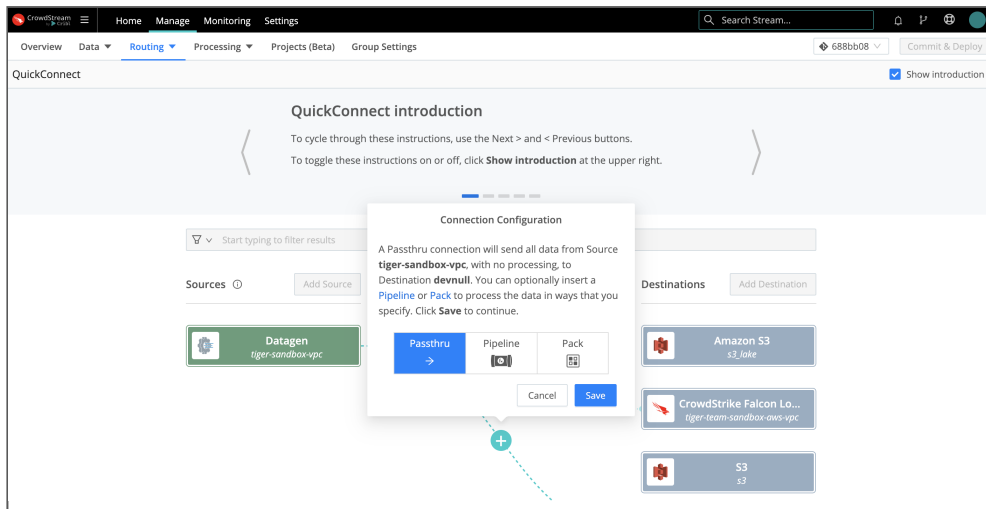 CrowdStream
by Cribl
Home Manage Monitoring Settings
Search Stream...
Overview Data Routing Processing Projects (Beta) Group Settings
688bb08
Commit & Deploy
QuickConnect
Show introduction
QuickConnect introduction
To cycle through these instructions, use the Next > and < Previous buttons.
To toggle these instructions on or off, click Show introduction at the upper right.
Connection Configuration
A Passthru connection will send all data from Source
tiger-sandbox-vpc, with no processing, to
Destination devnull. You can optionally insert a
Pipeline or Pack to process the data in ways that you
specify. Click Save to continue.
Passthru Pipeline Pack
Cancel Save
Start typing to filter results
Sources
Add Source
Destinations
Add Destination
Datagen
tiger-sandbox-vpc
Amazon S3
s3_lake
CrowdStrike Falcon Lo...
tiger-team-sandbox-aws-vpc
S3
s3